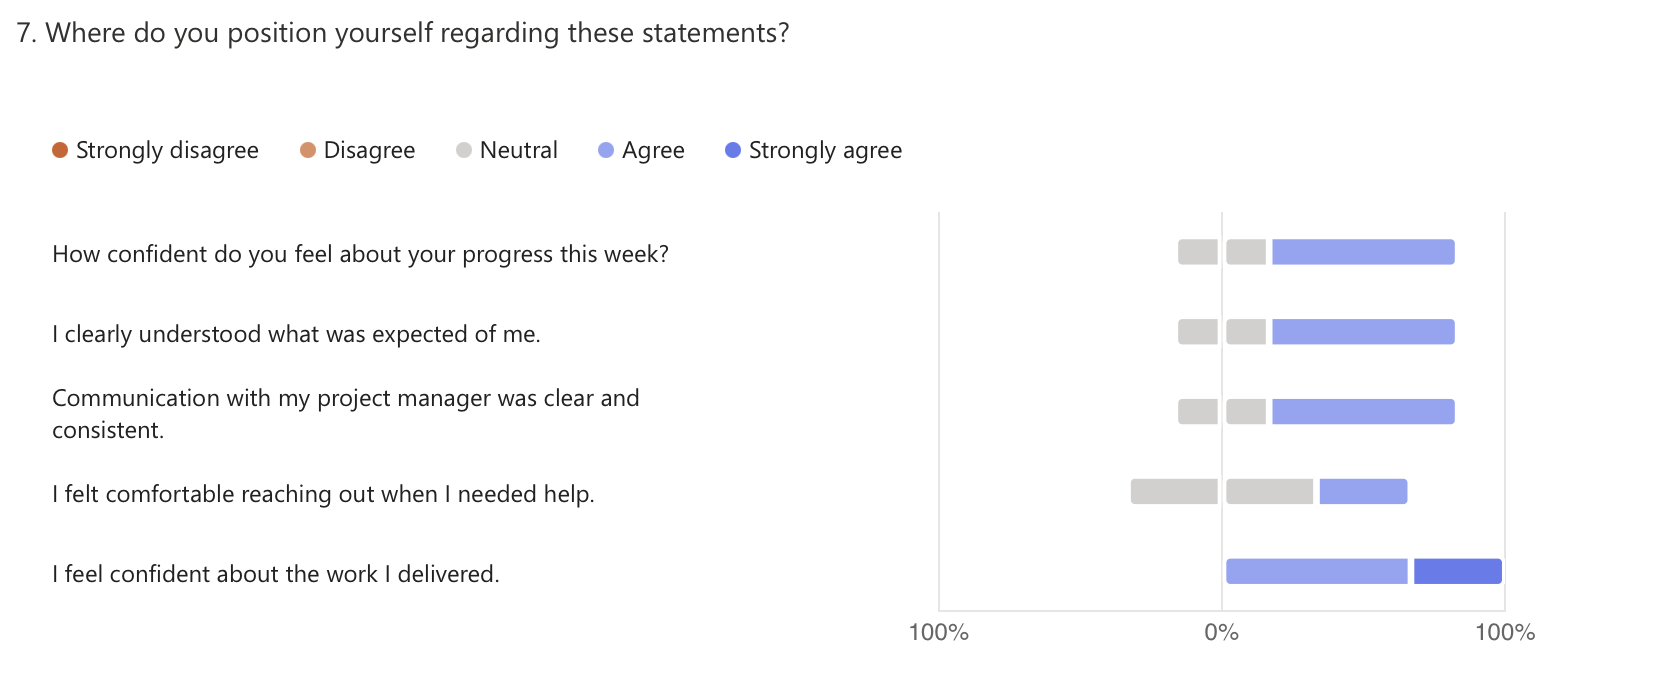 7. Where do you position yourself regarding these statements?
Strongly disagree Disagree Neutral Agree Strongly agree
How confident do you feel about your progress this week?
I clearly understood what was expected of me.
Communication with my project manager was clear and
consistent.
I felt comfortable reaching out when I needed help.
I feel confident about the work I delivered.
100% 0% 100%